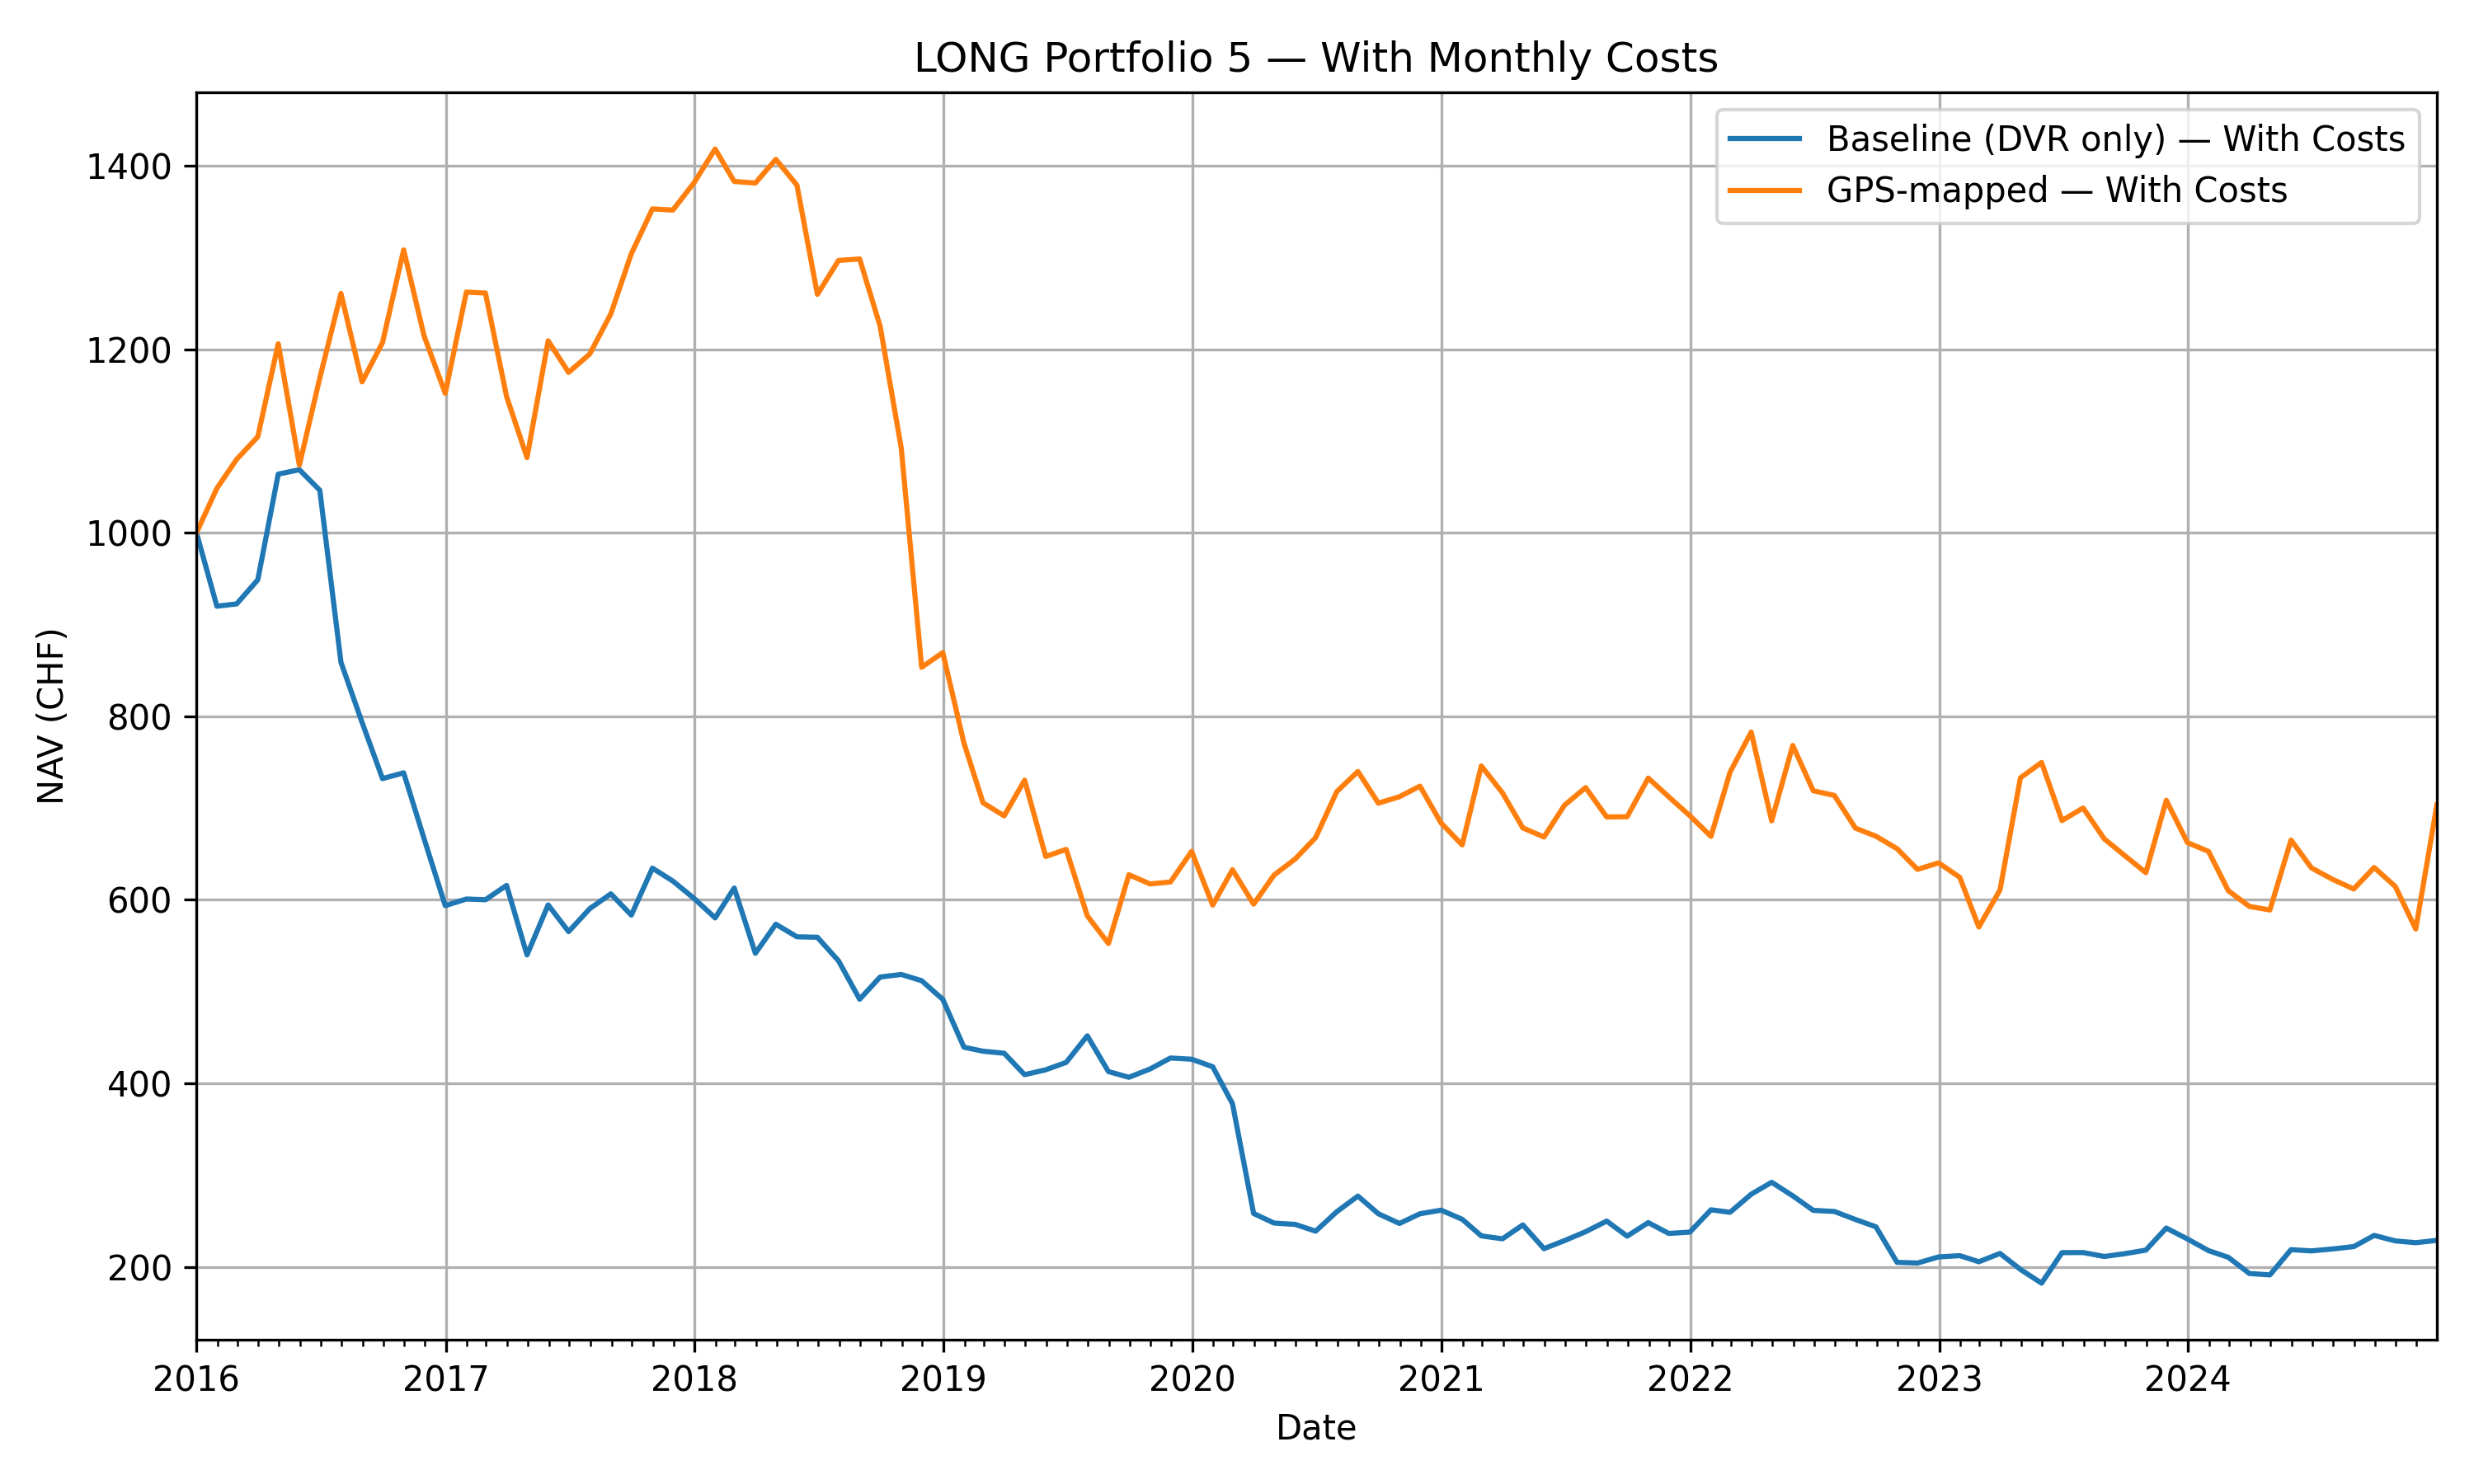 LONG Portfolio 5 — With Monthly Costs
Baseline (DVR only) — With Costs
GPS-mapped — With Costs
NAV (CHF)
1400
1200
1000
800
600
400
200
2016 2017 2018 2019 2020 2021 2022 2023 2024
Date